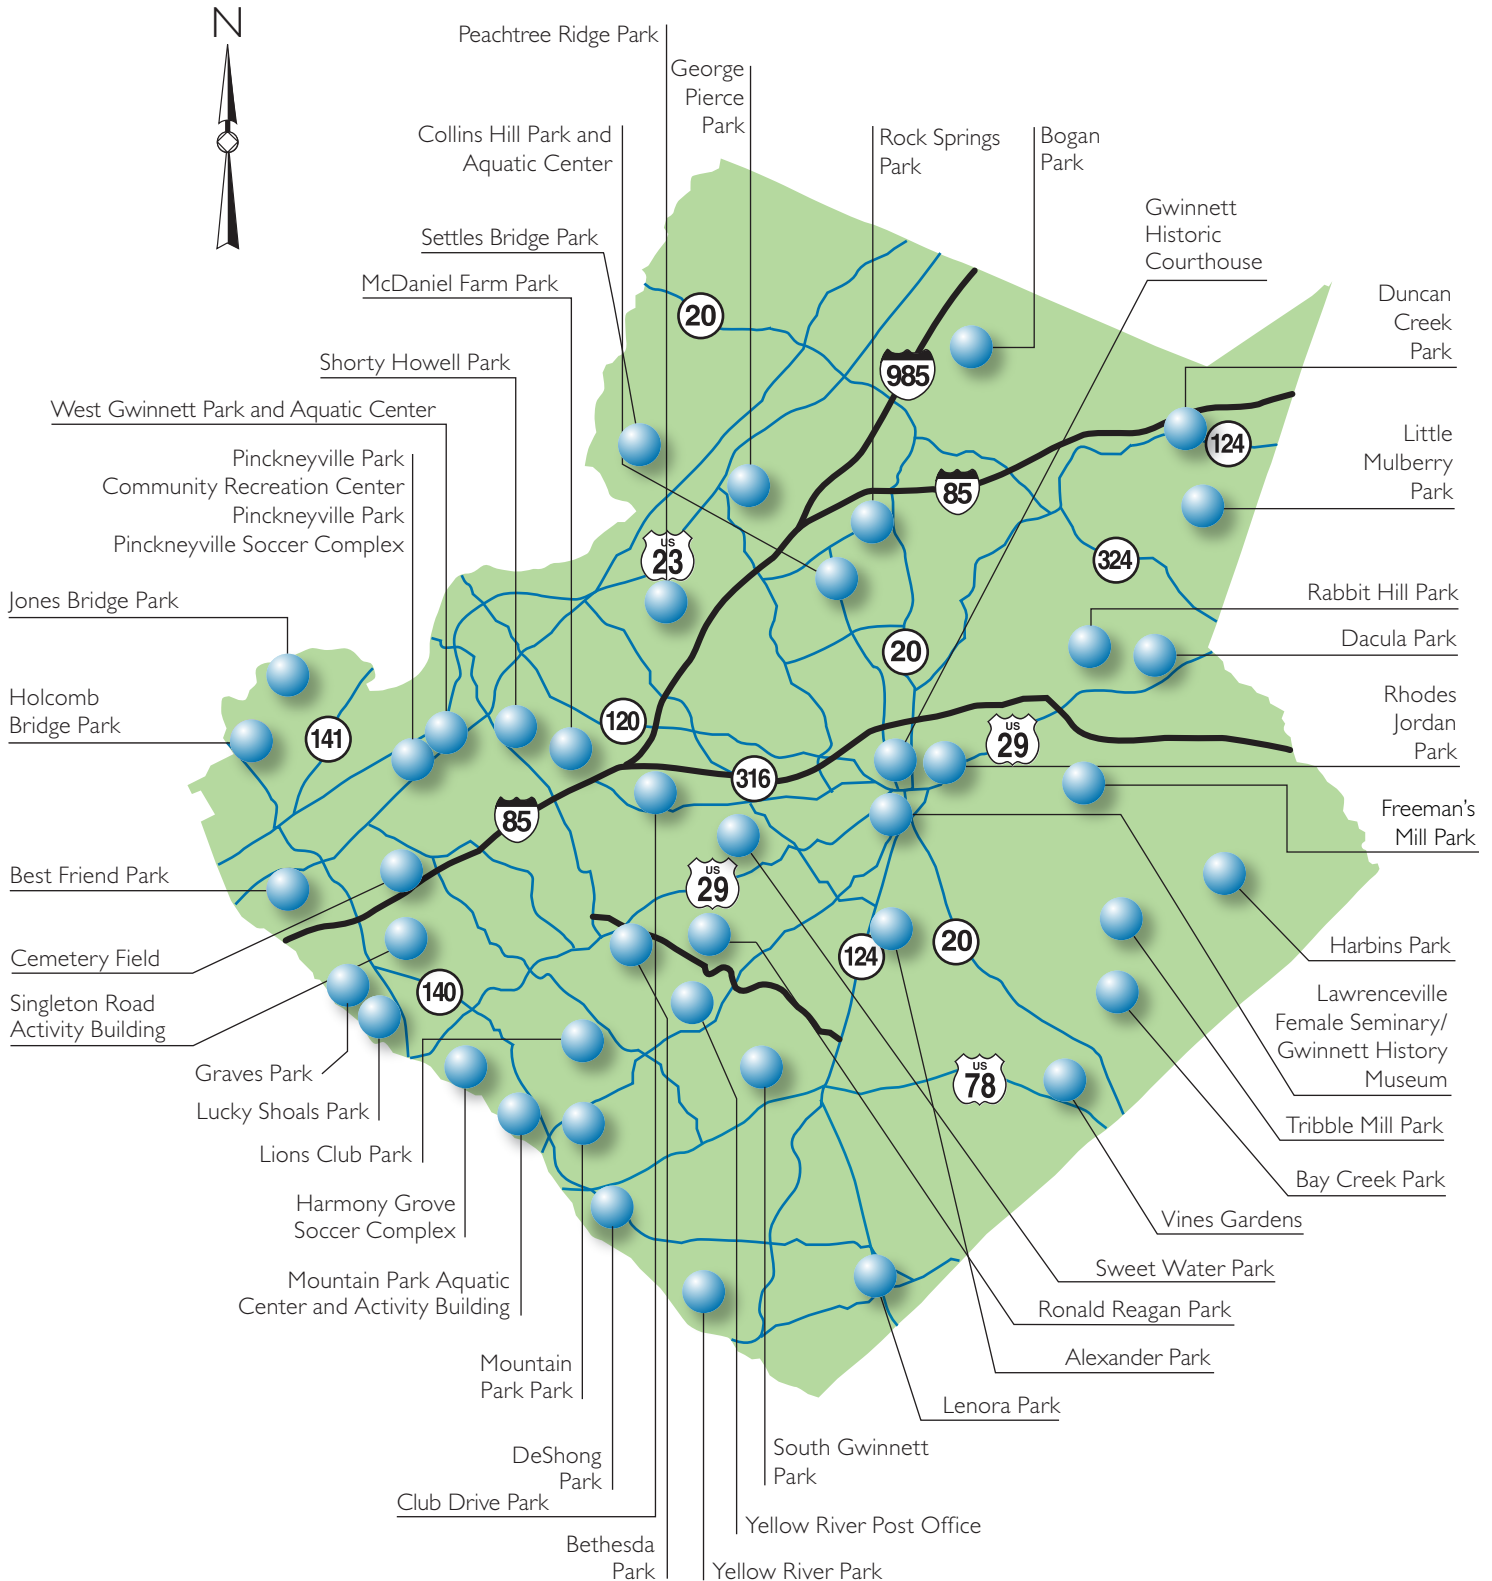 N
Peachtree Ridge Park
George
Pierce
Park
Collins Hill Park and
Aquatic Center
Rock Springs
Park
Bogan
Park
Gwinnett
Historic
Courthouse
Settles Bridge Park
McDaniel Farm Park
Duncan
Creek
Park
20
Shorty Howell Park
985
West Gwinnett Park and Aquatic Center
124
Little
Mulberry
Park
Pinckneyville Park
Community Recreation Center
Pinckneyville Park
Pinckneyville Soccer Complex
85
US
23
324
Jones Bridge Park
Rabbit Hill Park
Dacula Park
20
Holcomb
Bridge Park
Rhodes
Jordan
Park
120
141
US
29
316
85
Freeman's
Mill Park
Best Friend Park
US
29
Cemetery Field
124
20
Harbins Park
Singleton Road
Activity Building
140
Lawrenceville
Female Seminary/
Gwinnett History
Museum
Graves Park
US
78
Lucky Shoals Park
Tribble Mill Park
Lions Club Park
Bay Creek Park
Harmony Grove
Soccer Complex
Vines Gardens
Mountain Park Aquatic
Center and Activity Building
Sweet Water Park
Ronald Reagan Park
Mountain
Park Park
Alexander Park
Lenora Park
DeShong
Park
South Gwinnett
Park
Club Drive Park
Yellow River Post Office
Bethesda
Park
Yellow River Park